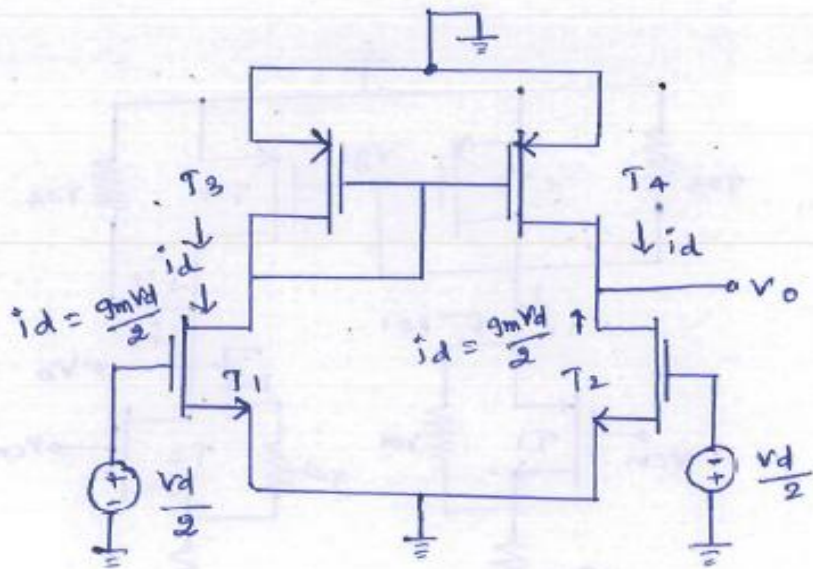 T3
T4
id
id
id = gmvd/2
id = gmvd/2
vo
T1
T2
vd/2
+
-
-
+
vd/2